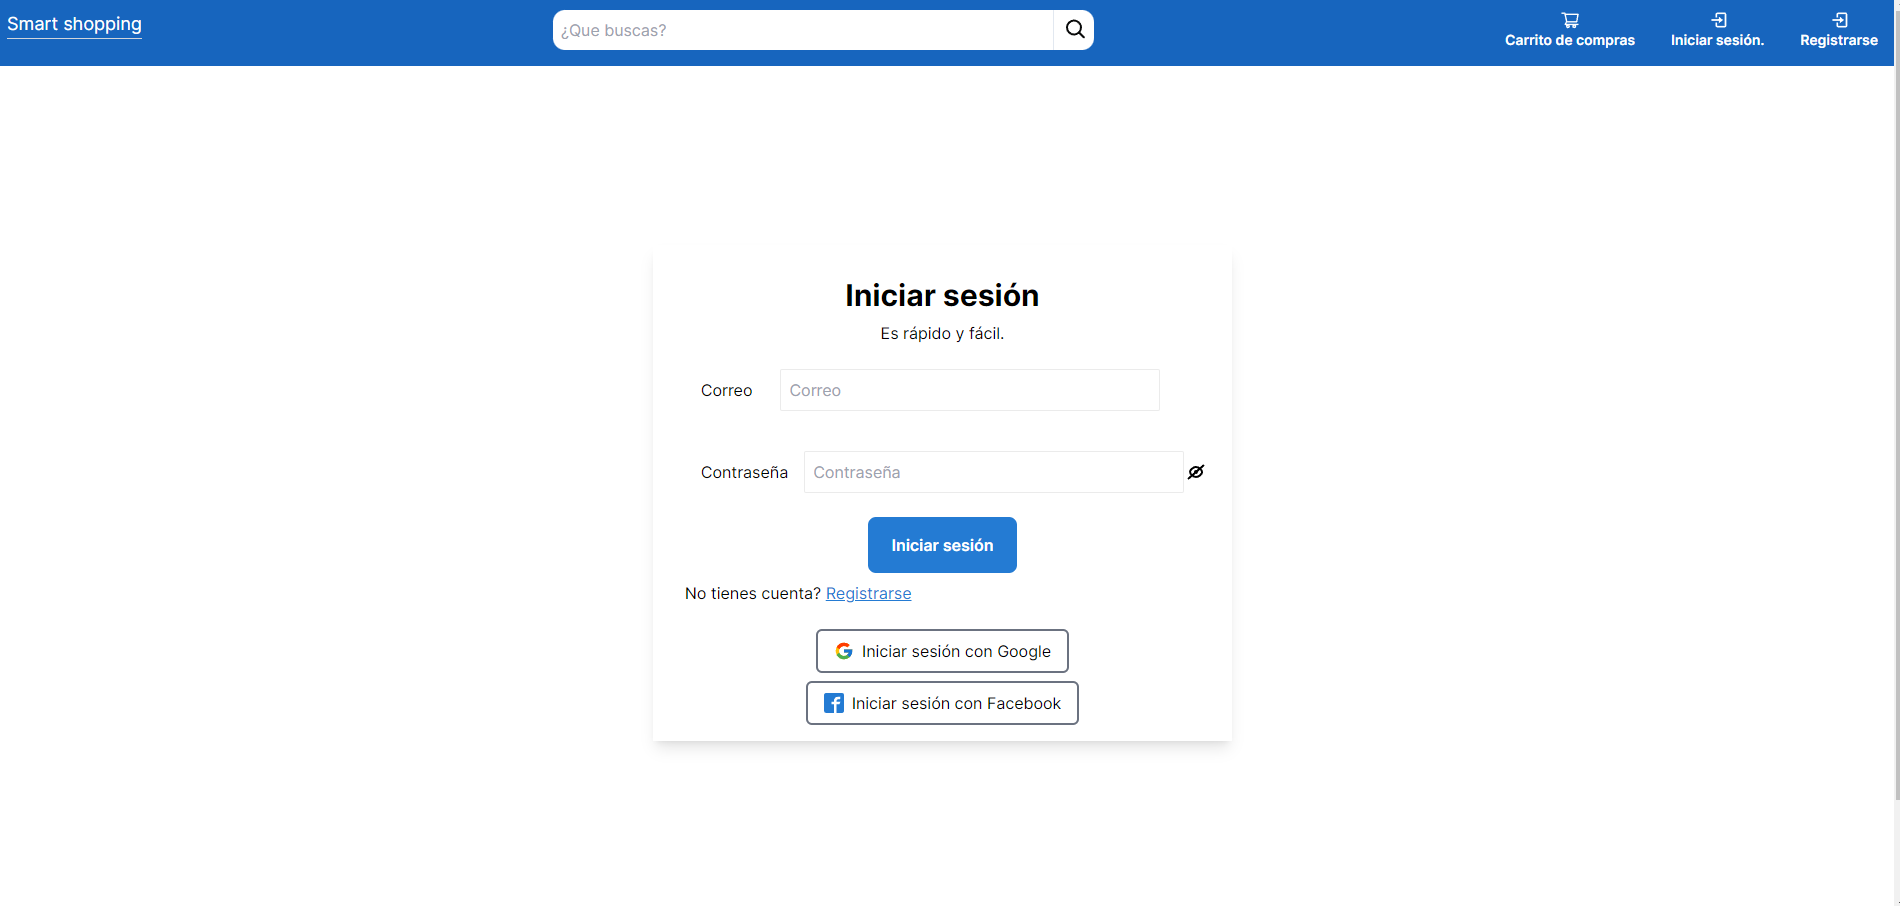 Smart shopping
¿Que buscas?
Carrito de compras
Iniciar sesión.
Registrarse
Iniciar sesión
Es rápido y fácil.
Correo Correo
Contraseña Contraseña
Iniciar sesión
No tienes cuenta? Registrarse
Iniciar sesión con Google
Iniciar sesión con Facebook